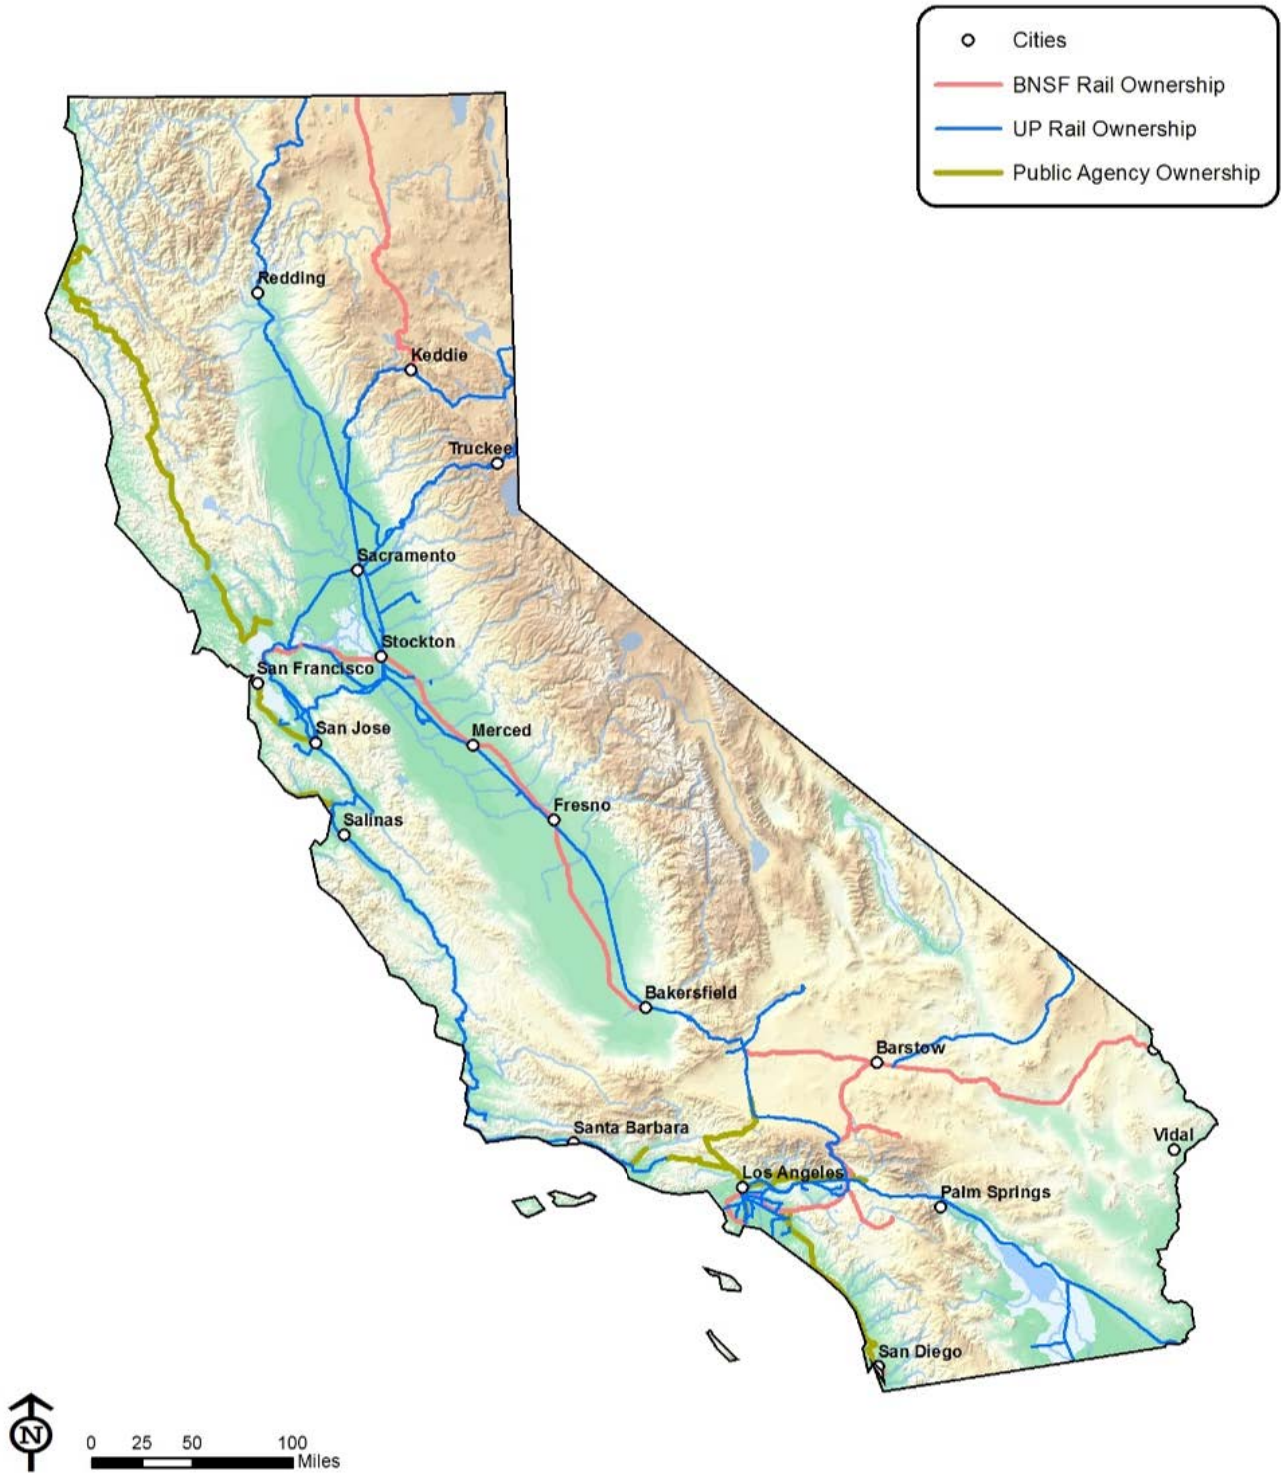 Cities
BNSF Rail Ownership
UP Rail Ownership
Public Agency Ownership
Redding
Keddie
Truckee
Sacramento
Stockton
San Francisco
San Jose
Merced
Fresno
Salinas
Bakersfield
Barstow
Santa Barbara
Vidal
Los Angeles
Palm Springs
San Diego
N
0 25 50 100
Miles